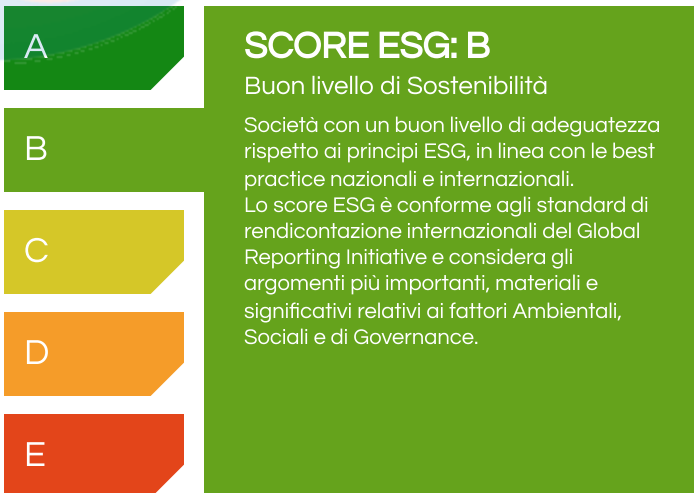 A
B
C
D
E
SCORE ESG: B
Buon livello di Sostenibilità
Società con un buon livello di adeguatezza
rispetto ai principi ESG, in linea con le best
practice nazionali e internazionali.
Lo score ESG è conforme agli standard di
rendicontazione internazionali del Global
Reporting Initiative e considera gli
argomenti più importanti, materiali e
significativi relativi ai fattori Ambientali,
Sociali e di Governance.